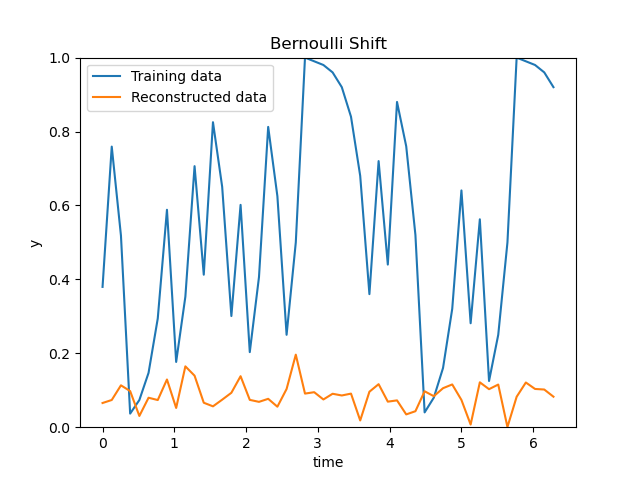 Bernoulli Shift
Training data
Reconstructed data
y
1.0
0.8
0.6
0.4
0.2
0.0
0 1 2 3 4 5 6
time